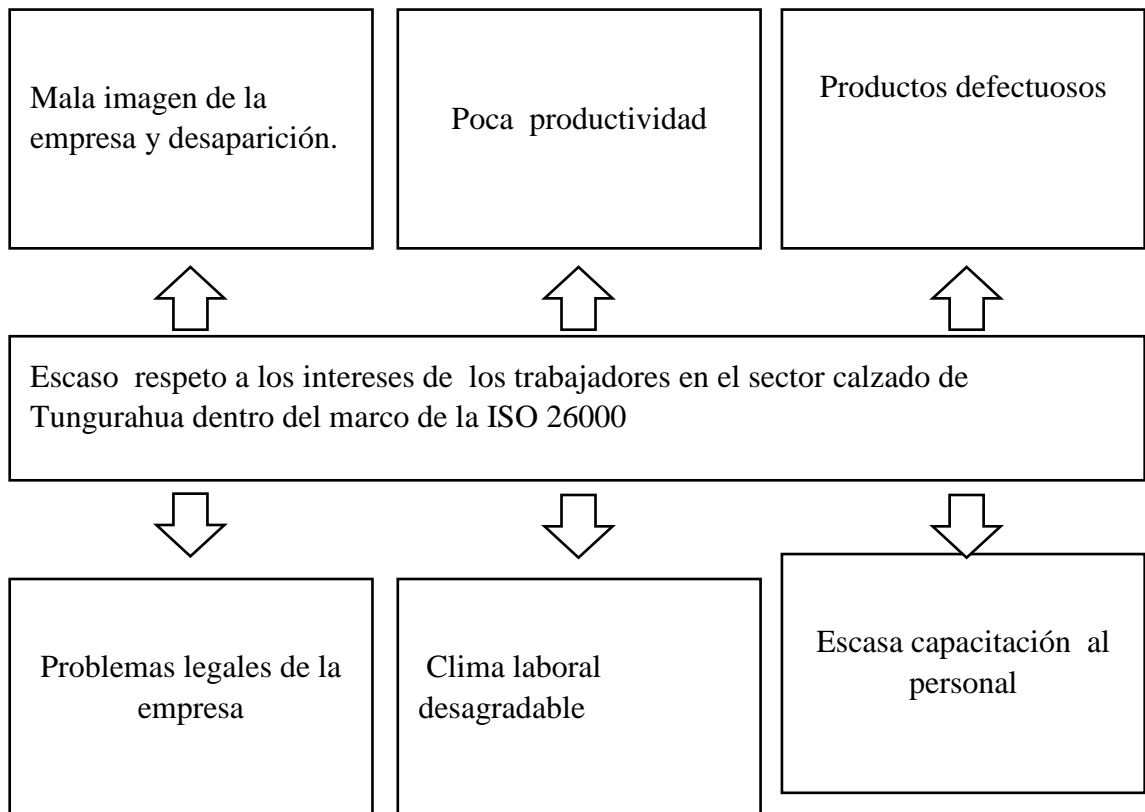 Mala imagen de la
empresa y desaparición.
Poca productividad
Productos defectuosos
Escaso respeto a los intereses de los trabajadores en el sector calzado de
Tungurahua dentro del marco de la ISO 26000
Problemas legales de la
empresa
Clima laboral
desagradable
Escasa capacitación al
personal